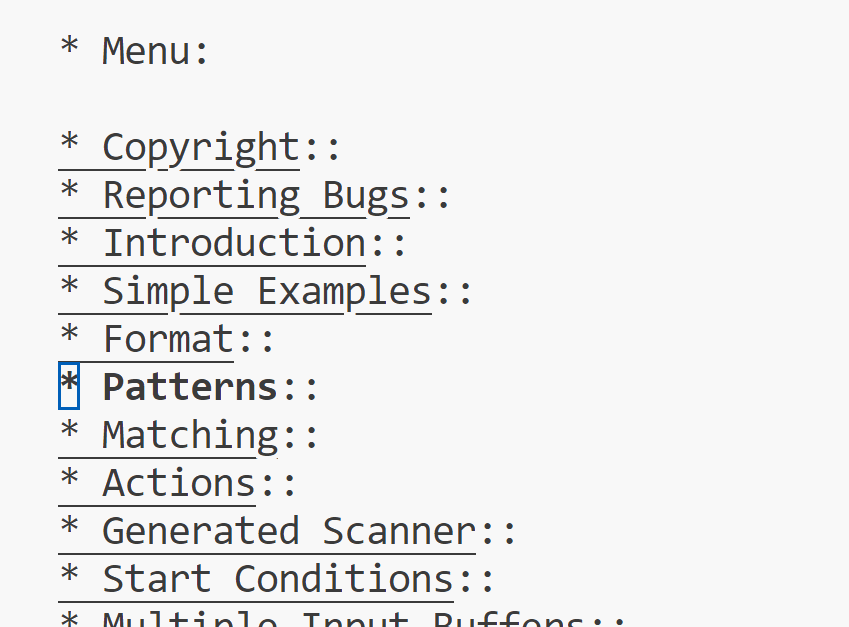 * Menu:
* Copyright::
* Reporting Bugs::
* Introduction::
* Simple Examples::
* Format::
* Patterns::
* Matching::
* Actions::
* Generated Scanner::
* Start Conditions::
* Multiple Input Buffers::